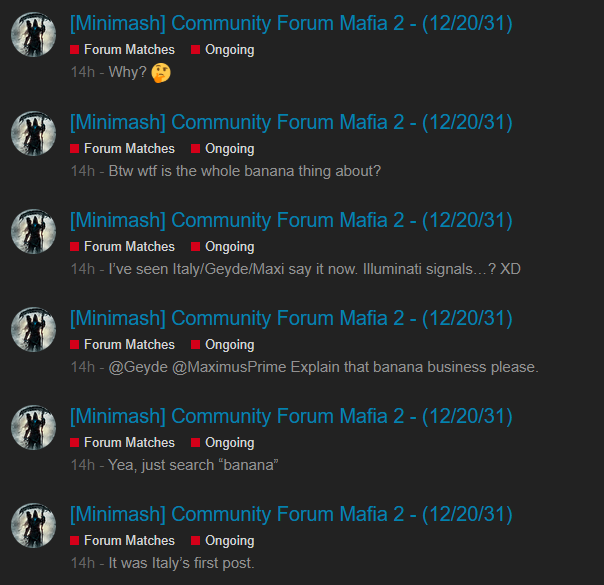 [Minimash] Community Forum Mafia 2 - (12/20/31)
Forum Matches Ongoing
14h - Why? 🤔
[Minimash] Community Forum Mafia 2 - (12/20/31)
Forum Matches Ongoing
14h - Btw wtf is the whole banana thing about?
[Minimash] Community Forum Mafia 2 - (12/20/31)
Forum Matches Ongoing
14h - I’ve seen Italy/Geyde/Maxi say it now. Illuminati signals…? XD
[Minimash] Community Forum Mafia 2 - (12/20/31)
Forum Matches Ongoing
14h - @Geyde @MaximusPrime Explain that banana business please.
[Minimash] Community Forum Mafia 2 - (12/20/31)
Forum Matches Ongoing
14h - Yea, just search “banana”
[Minimash] Community Forum Mafia 2 - (12/20/31)
Forum Matches Ongoing
14h - It was Italy’s first post.